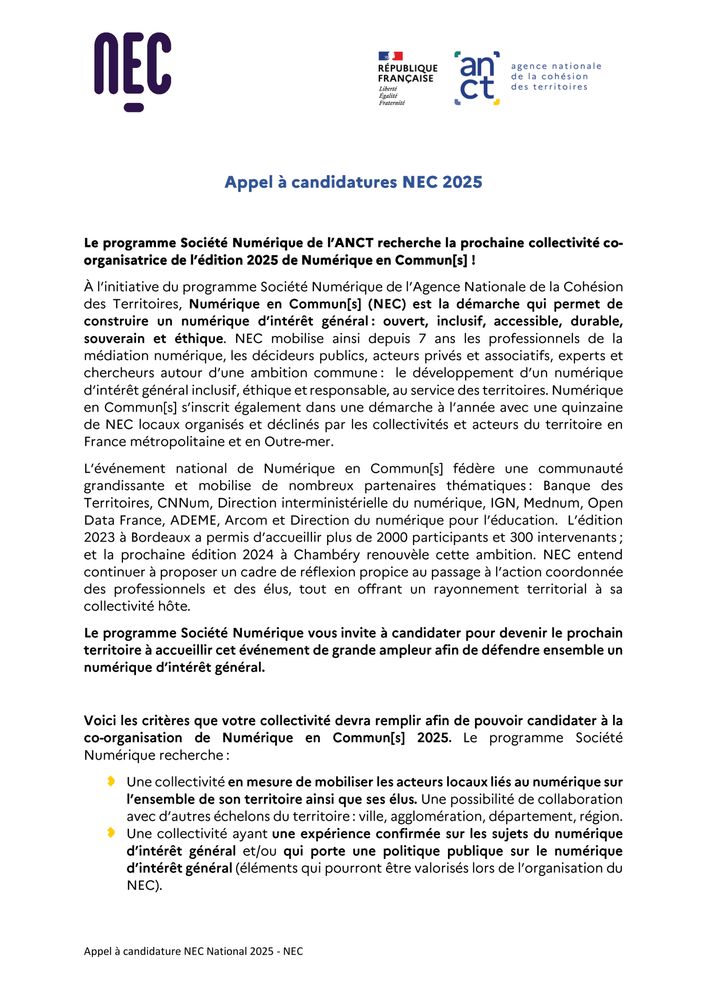 NEC
RÉPUBLIQUE
FRANÇAISE
Liberté
Égalité
Fraternité
anct
agence nationale
de la cohésion
des territoires
Appel à candidatures NEC 2025
Le programme Société Numérique de l’ANCT recherche la prochaine collectivité co-
organisatrice de l’édition 2025 de Numérique en Commun[s] !
À l’initiative du programme Société Numérique de l’Agence Nationale de la Cohésion
des Territoires, Numérique en Commun[s] (NEC) est la démarche qui permet de
construire un numérique d’intérêt général : ouvert, inclusif, accessible, durable,
souverain et éthique. NEC mobilise ainsi depuis 7 ans les professionnels de la
médiation numérique, les décideurs publics, acteurs privés et associatifs, experts et
chercheurs autour d’une ambition commune : le développement d’un numérique
d’intérêt général inclusif, éthique et responsable, au service des territoires. Numérique
en Commun[s] s’inscrit également dans une démarche à l’année avec une quinzaine
de NEC locaux organisés et déclinés par les collectivités et acteurs du territoire en
France métropolitaine et en Outre-mer.
L’événement national de Numérique en Commun[s] fédère une communauté
grandissante et mobilise de nombreux partenaires thématiques : Banque des
Territoires, CNNum, Direction interministérielle du numérique, IGN, Mednum, Open
Data France, ADEME, Arcom et Direction du numérique pour l’éducation. L’édition
2023 à Bordeaux a permis d’accueillir plus de 2000 participants et 300 intervenants ;
et la prochaine édition 2024 à Chambéry renouvèle cette ambition. NEC entend
continuer à proposer un cadre de réflexion propice au passage à l’action coordonnée
des professionnels et des élus, tout en offrant un rayonnement territorial à sa
collectivité hôte.
Le programme Société Numérique vous invite à candidater pour devenir le prochain
territoire à accueillir cet événement de grande ampleur afin de défendre ensemble un
numérique d’intérêt général.
Voici les critères que votre collectivité devra remplir afin de pouvoir candidater à la
co-organisation de Numérique en Commun[s] 2025. Le programme Société
Numérique recherche :
Une collectivité en mesure de mobiliser les acteurs locaux liés au numérique sur
l’ensemble de son territoire ainsi que ses élus. Une possibilité de collaboration
avec d’autres échelons du territoire : ville, agglomération, département, région.
Une collectivité ayant une expérience confirmée sur les sujets du numérique
d’intérêt général et/ou qui porte une politique publique sur le numérique
d’intérêt général (éléments qui pourront être valorisés lors de l’organisation du
NEC).
Appel à candidature NEC National 2025 - NEC